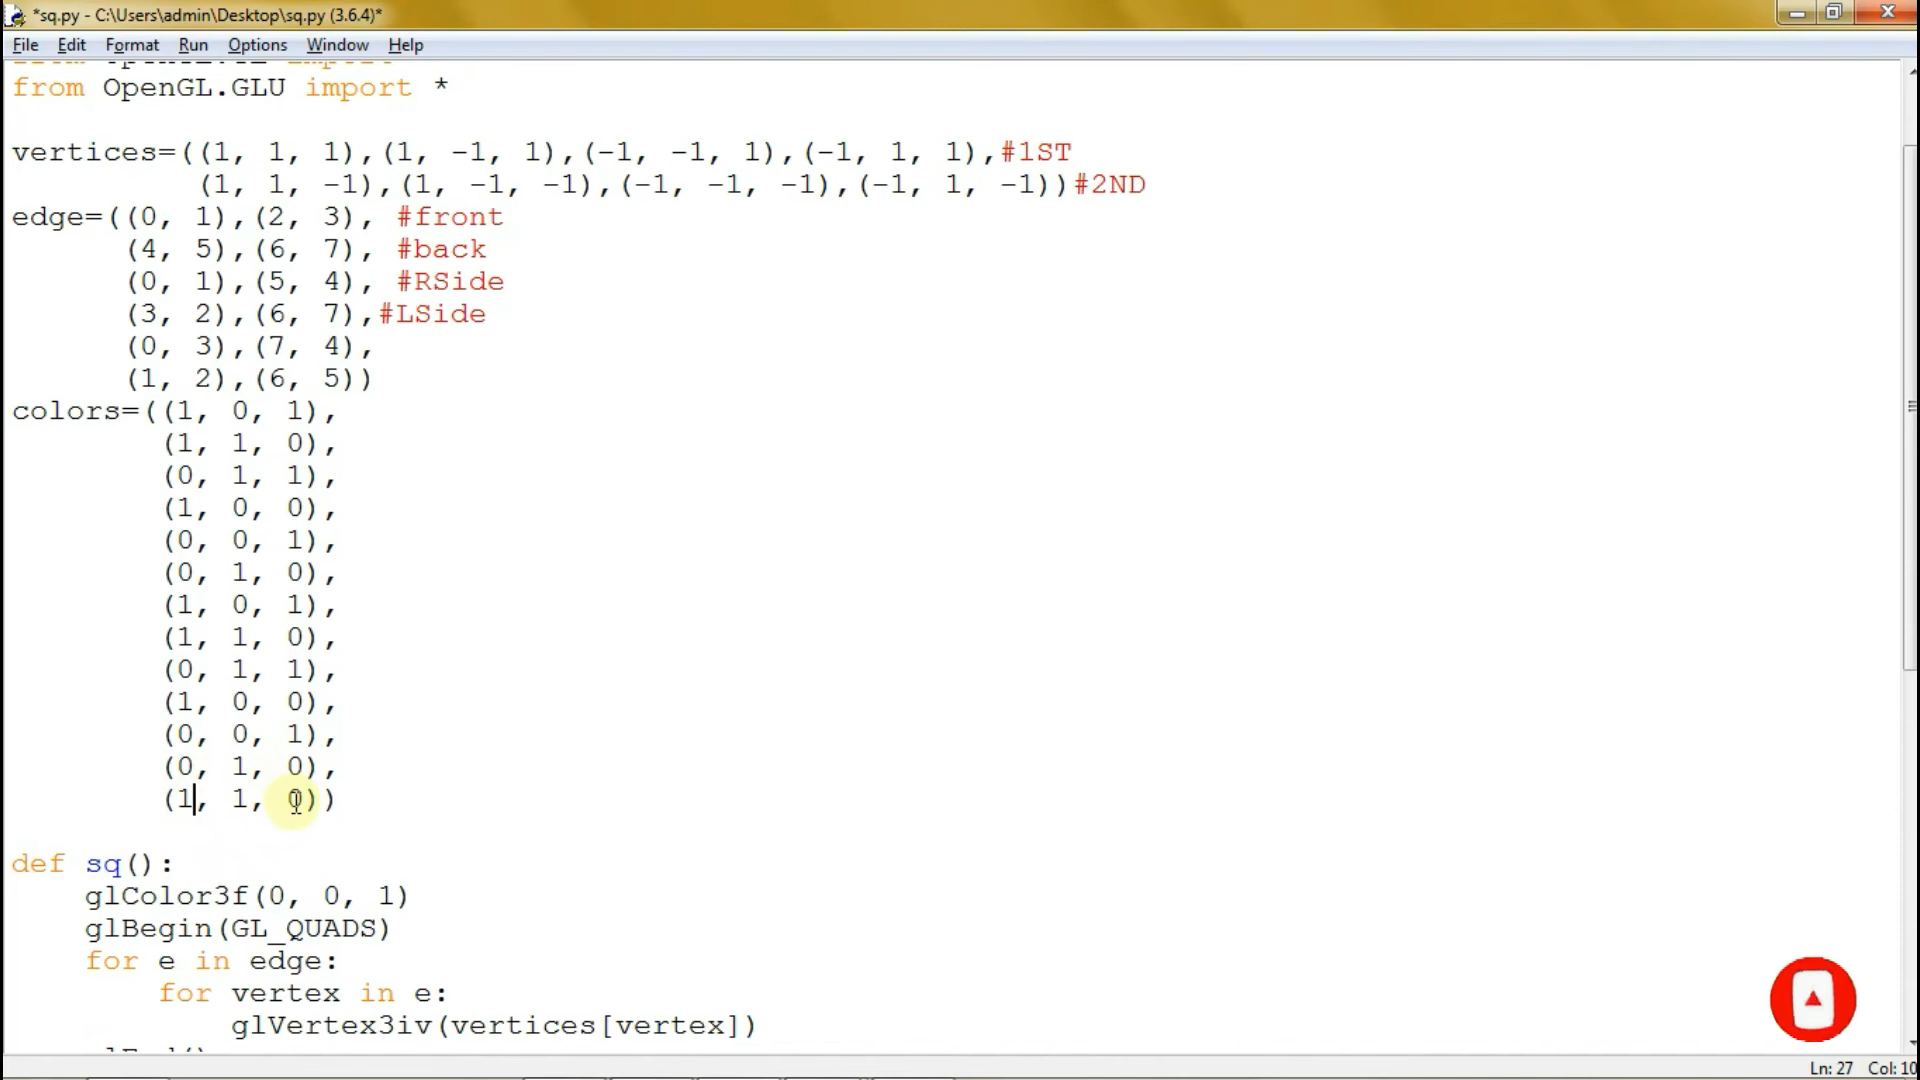 *sq.py - C:\Users\admin\Desktop\sq.py (3.6.4)*
File Edit Format Run Options Window Help
from OpenGL.GLU import *
vertices=((1, 1, 1),(1, -1, 1),(-1, -1, 1),(-1, 1, 1),#1ST
(1, 1, -1),(1, -1, -1),(-1, -1, -1),(-1, 1, -1))#2ND
edge=((0, 1),(2, 3), #front
(4, 5),(6, 7), #back
(0, 1),(5, 4), #RSide
(3, 2),(6, 7),#LSide
(0, 3),(7, 4),
(1, 2),(6, 5))
colors=((1, 0, 1),
(1, 1, 0),
(0, 1, 1),
(1, 0, 0),
(0, 0, 1),
(0, 1, 0),
(1, 0, 1),
(1, 1, 0),
(0, 1, 1),
(1, 0, 0),
(0, 0, 1),
(0, 1, 0),
(1, 1, 0))
def sq():
glColor3f(0, 0, 1)
glBegin(GL_QUADS)
for e in edge:
for vertex in e:
glVertex3iv(vertices[vertex])
Ln: 27 Col: 10